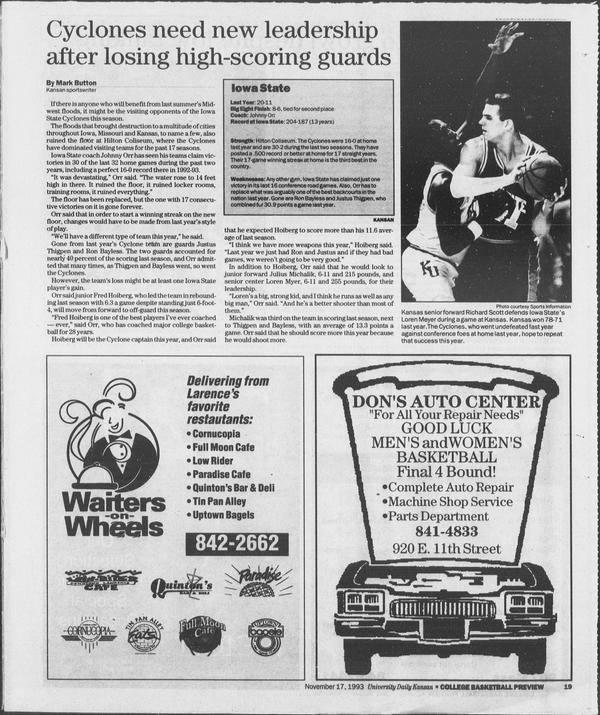 Cyclones need new leadership
after losing high-scoring guards
By Mark Button
Kansan sportswriter
If there is anyone who will benefit from last summer's Mid-
west floods, it might be the visiting opponents of the Iowa
State Cyclones this season.
The floods that brought destruction to a multitude of cities
throughout Iowa, Missouri and Kansas, to name a few, also
ruined the floor at Hilton Coliseum, where the Cyclones
have dominated visiting teams for the past 17 seasons.
Iowa State coach Johnny Orr has seen his teams claim vic-
tories in 30 of the last 32 home games during the past two
years, including a perfect 16-0 record there in 1992-93.
"It was devastating," Orr said. "The water rose to 14 feet
high in there. It ruined the floor, it ruined locker rooms,
training rooms, it ruined everything."
The floor has been replaced, but the one with 17 consecu-
tive victories on it is gone forever.
Orr said that in order to start a winning streak on the new
floor, changes would have to be made from last year's style
of play.
"We'll have a different type of team this year," he said.
Gone from last year's Cyclone team are guards Justus
Thigpen and Ron Bayless. The two guards accounted for
nearly 40 percent of the scoring last season, and Orr admit-
ted that many times, as Thigpen and Bayless went, so went
the Cyclones.
However, the team's loss might be at least one Iowa State
player's gain.
Orr said junior Fred Hoiberg, who led the team in rebound-
ing last season with 6.3 a game despite standing just 6-foot-
4, will move from forward to off-guard this season.
"Fred Hoiberg is one of the best players I've ever coached
— ever," said Orr, who has coached major college basket-
ball for 28 years.
Hoiberg will be the Cyclone captain this year, and Orr said
Iowa State
Last Year: 20-11
Big Eight Finish: 8-6, tied for second place
Coach: Johnny Orr
Record at Iowa State: 204-187 (13 years)
Strength: Hilton Coliseum. The Cyclones were 16-0 at home
last year and are 30-2 during the last two seasons. They have
posted a .500 record or better at home for 17 straight years.
Their 17-game winning streak at home is the third best in the
country.
Weaknesses: Any other gym. Iowa State has claimed just one
victory in its last 16 conference road games. Also, Orr has to
replace what was arguably one of the best backcourts in the
nation last year. Gone are Ron Bayless and Justus Thigpen, who
combined for 30.9 points a game last year.
KANSAN
that he expected Hoiberg to score more than his 11.6 aver-
age of last season.
"I think we have more weapons this year," Hoiberg said.
"Last year we just had Ron and Justus and if they had bad
games, we weren't going to be very good."
In addition to Hoiberg, Orr said that he would look to
junior forward Julius Michalik, 6-11 and 215 pounds, and
senior center Loren Myer, 6-11 and 255 pounds, for their
leadership.
"Loren's a big, strong kid, and I think he runs as well as any
big man," Orr said. "And he's a better shooter than most of
them."
Michalik was third on the team in scoring last season, next
to Thigpen and Bayless, with an average of 13.3 points a
game. Orr said that he should score more this year because
he would shoot more.
KU
Photo courtesy Sports Information
Kansas senior forward Richard Scott defends Iowa State's
Loren Meyer during a game at Kansas. Kansas won 78-71
last year. The Cyclones, who went undefeated last year
against conference foes at home last year, hope to repeat
that success this year.
Waiters
-on-
Wheels
Delivering from
Larence's
favorite
restautants:
• Cornucopia
• Full Moon Cafe
• Low Rider
• Paradise Cafe
• Quinton's Bar & Deli
• Tin Pan Alley
• Uptown Bagels
842-2662
CAFE
Quinton's
BAR & DELI
Paradise
CORNUCOPIA
TIN PAN ALLEY
Eats
Full Moon
Cafe
UPTOWN
bagels
DON'S AUTO CENTER
"For All Your Repair Needs"
GOOD LUCK
MEN'S and WOMEN'S
BASKETBALL
Final 4 Bound!
•Complete Auto Repair
•Machine Shop Service
•Parts Department
841-4833
920 E. 11th Street
November 17, 1993 University Daily Kansan • COLLEGE BASKETBALL PREVIEW 19